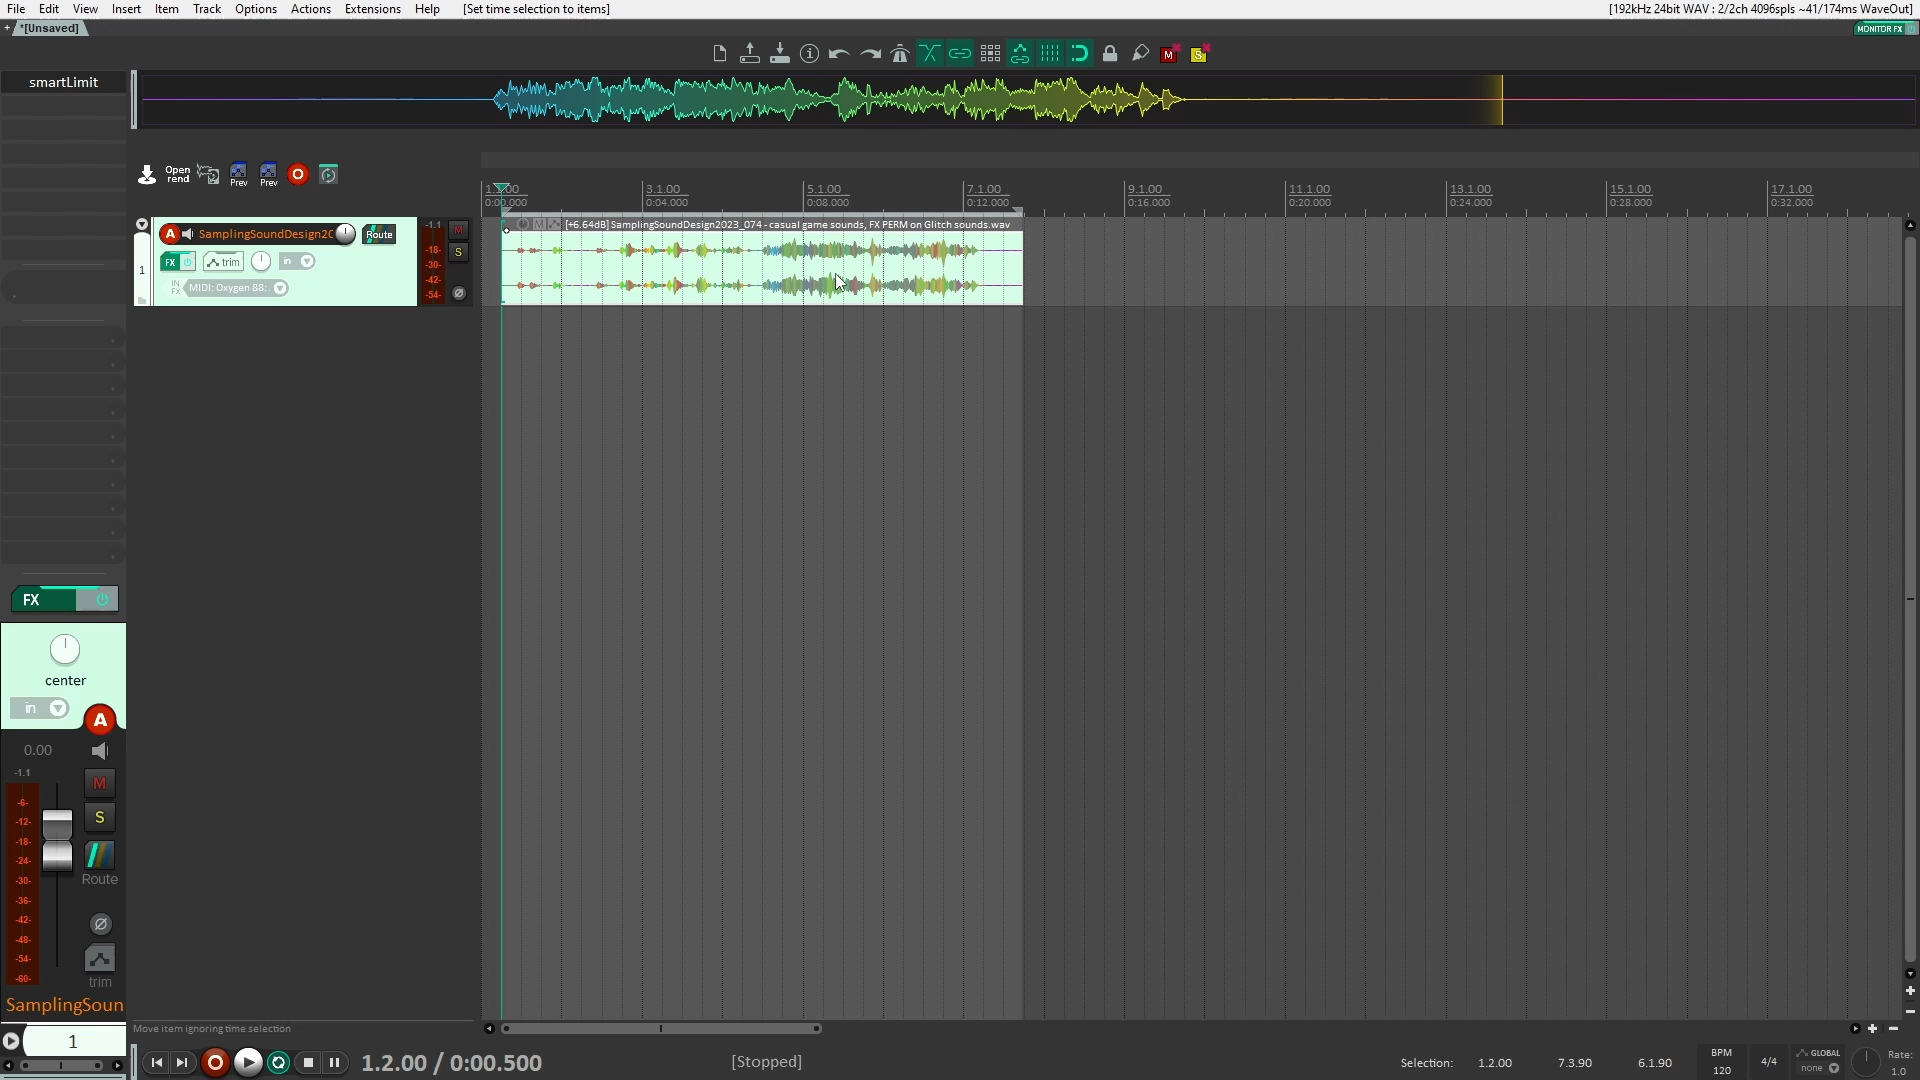 File Edit View Insert Item Track Options Actions Extensions Help [Set time selection to items] [192kHz 24bit WAV : 2/2ch 4096spls ~41/174ms WaveOut]
+ *[Unsaved] MONITOR FX
M S
smartLimit
Open rend Prev Prev
1.1.00 3.1.00 5.1.00 7.1.00 9.1.00 11.1.00 13.1.00 15.1.00 17.1.00
0:00.000 0:04.000 0:08.000 0:12.000 0:16.000 0:20.000 0:24.000 0:28.000 0:32.000
A SamplingSoundDesign20 Route -1.1 M
[+6.64dB] SamplingSoundDesign2023_074 - casual game sounds, FX PERM on Glitch sounds.wav
FX trim in -18- S
1 -30-
IN FX MIDI: Oxygen 88: -42-
-54-
FX
center
in A
0.00
-1.1 M
-6-
-12- S
-18-
-24-
-30- Route
-36-
-42-
-48-
-54-
-60- trim
SamplingSoun
Move item ignoring time selection
1
1.2.00 / 0:00.500 [Stopped] Selection: 1.2.00 7.3.90 6.1.90 BPM 120 4/4 GLOBAL none Rate: 1.0